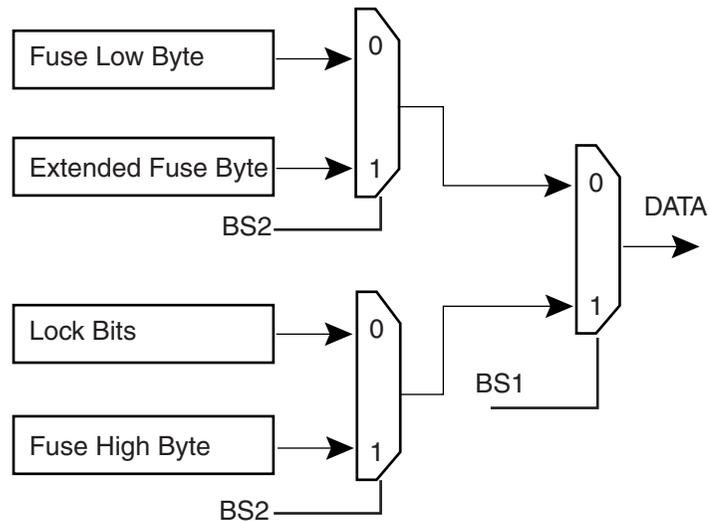 Fuse Low Byte
0
Extended Fuse Byte
1
BS2
0
DATA
1
Lock Bits
0
BS1
Fuse High Byte
1
BS2